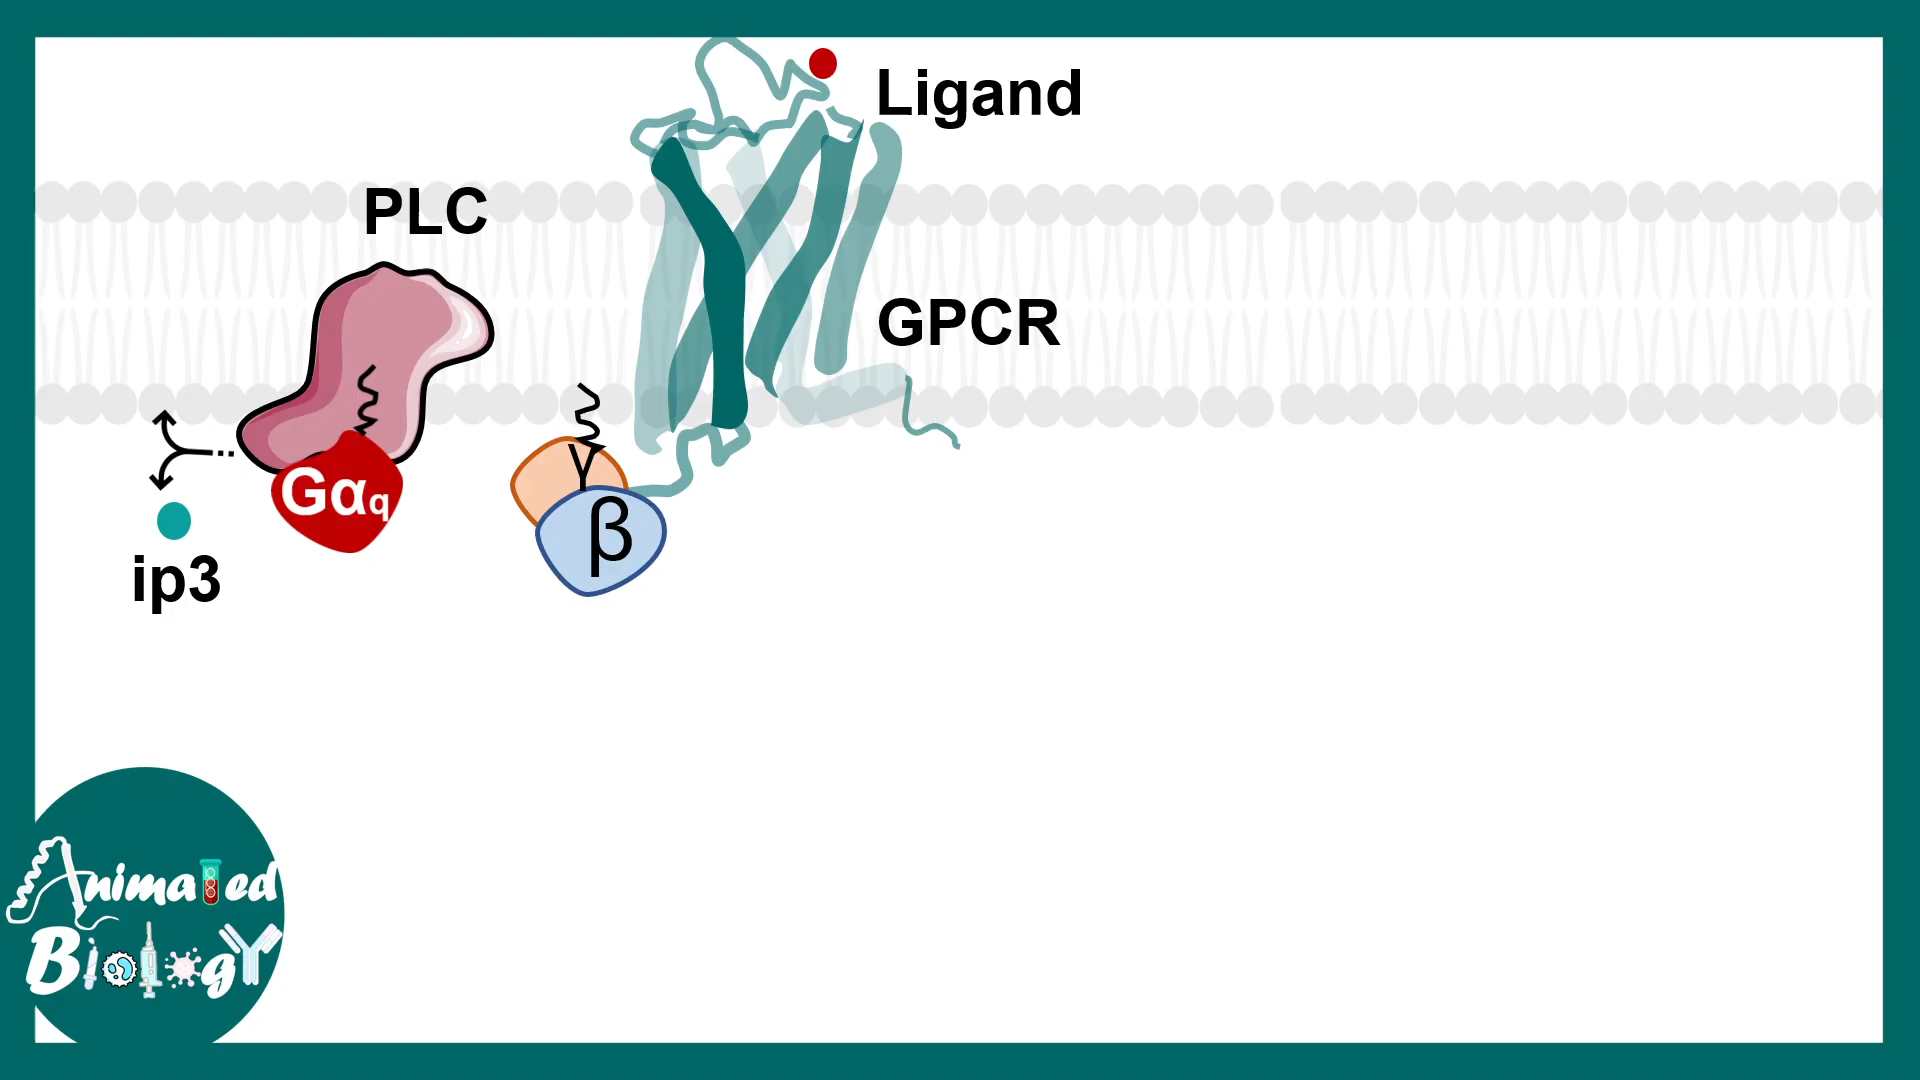 Ligand
PLC
GPCR
Gαq
γ
β
ip3
Animated
Biology